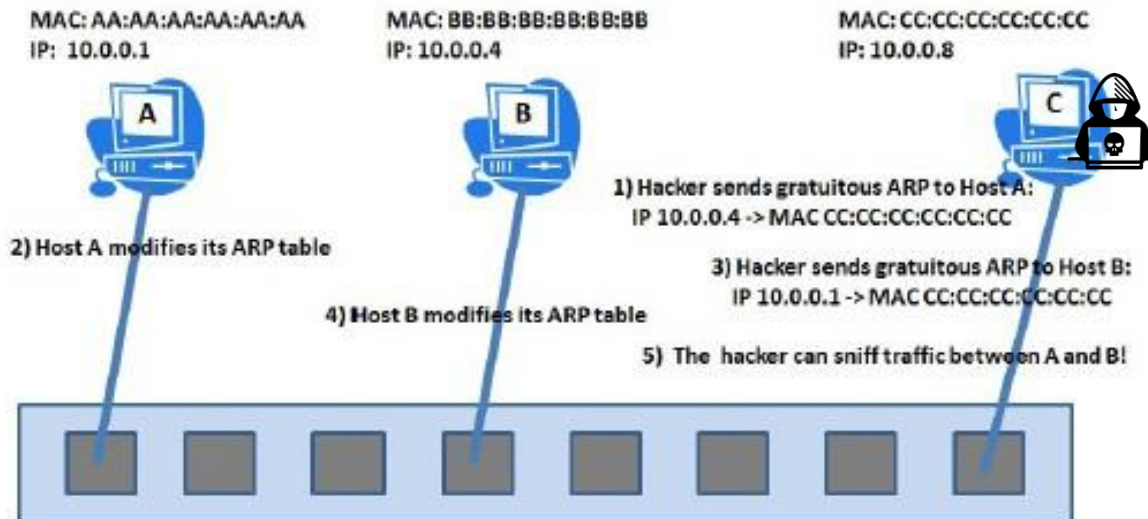 MAC: AA:AA:AA:AA:AA:AA
IP: 10.0.0.1
MAC: BB:BB:BB:BB:BB:BB
IP: 10.0.0.4
MAC: CC:CC:CC:CC:CC:CC
IP: 10.0.0.8
A
B
C
1) Hacker sends gratuitous ARP to Host A:
IP 10.0.0.4 -> MAC CC:CC:CC:CC:CC:CC
2) Host A modifies its ARP table
3) Hacker sends gratuitous ARP to Host B:
IP 10.0.0.1 -> MAC CC:CC:CC:CC:CC:CC
4) Host B modifies its ARP table
5) The hacker can sniff traffic between A and B!